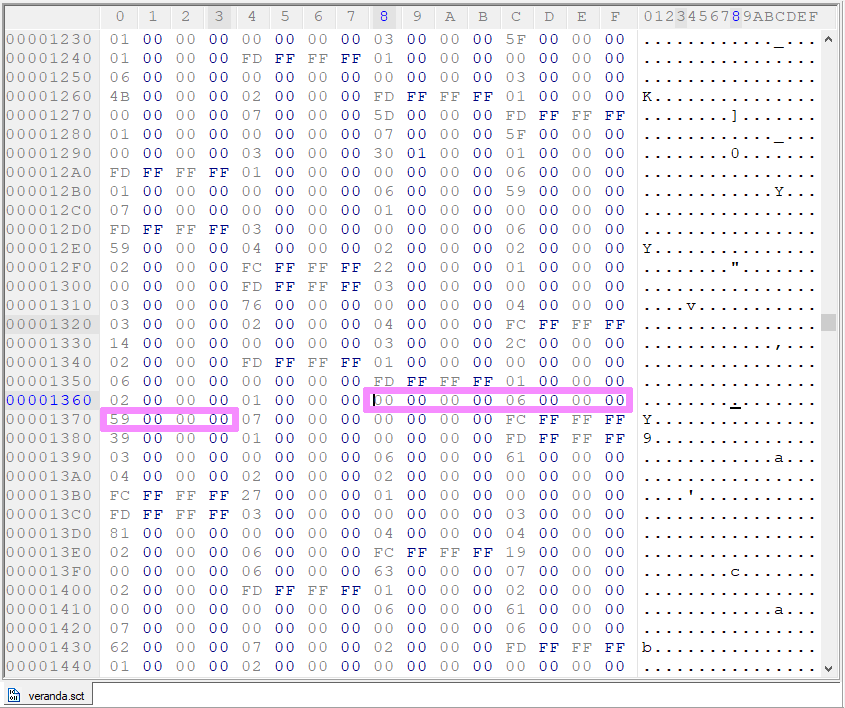 0 1 2 3 4 5 6 7 8 9 A B C D E F 0123456789ABCDEF
00001230 01 00 00 00 00 00 00 00 03 00 00 00 5F 00 00 00 ............_...
00001240 01 00 00 00 FD FF FF FF 01 00 00 00 00 00 00 00 ................
00001250 06 00 00 00 00 00 00 00 00 00 00 00 03 00 00 00 ................
00001260 4B 00 00 00 02 00 00 00 FD FF FF FF 01 00 00 00 K...............
00001270 00 00 00 00 07 00 00 00 5D 00 00 00 FD FF FF FF ........].......
00001280 01 00 00 00 00 00 00 00 07 00 00 00 5F 00 00 00 ............_...
00001290 00 00 00 00 03 00 00 00 30 01 00 00 01 00 00 00 ........0.......
000012A0 FD FF FF FF 01 00 00 00 00 00 00 00 06 00 00 00 ................
000012B0 01 00 00 00 00 00 00 00 06 00 00 00 59 00 00 00 ............Y...
000012C0 07 00 00 00 00 00 00 00 01 00 00 00 00 00 00 00 ................
000012D0 FD FF FF FF 03 00 00 00 00 00 00 00 06 00 00 00 ................
000012E0 59 00 00 00 04 00 00 00 02 00 00 00 02 00 00 00 Y...............
000012F0 02 00 00 00 FC FF FF FF 22 00 00 00 01 00 00 00 ........".......
00001300 00 00 00 00 FD FF FF FF 03 00 00 00 00 00 00 00 ................
00001310 03 00 00 00 76 00 00 00 00 00 00 00 04 00 00 00 ....v...........
00001320 03 00 00 00 02 00 00 00 04 00 00 00 FC FF FF FF ................
00001330 14 00 00 00 00 00 00 00 03 00 00 00 2C 00 00 00 ............,...
00001340 02 00 00 00 FD FF FF FF 01 00 00 00 00 00 00 00 ................
00001350 06 00 00 00 00 00 00 00 FD FF FF FF 01 00 00 00 ................
00001360 02 00 00 00 01 00 00 00 00 00 00 00 06 00 00 00 ................
00001370 59 00 00 00 07 00 00 00 00 00 00 00 FC FF FF FF Y...............
00001380 39 00 00 00 01 00 00 00 00 00 00 00 FD FF FF FF 9...............
00001390 03 00 00 00 00 00 00 00 06 00 00 00 61 00 00 00 ............a...
000013A0 04 00 00 00 02 00 00 00 02 00 00 00 00 00 00 00 ................
000013B0 FC FF FF FF 27 00 00 00 01 00 00 00 00 00 00 00 ....'...........
000013C0 FD FF FF FF 03 00 00 00 00 00 00 00 03 00 00 00 ................
000013D0 81 00 00 00 00 00 00 00 04 00 00 00 04 00 00 00 ................
000013E0 02 00 00 00 06 00 00 00 FC FF FF FF 19 00 00 00 ................
000013F0 00 00 00 00 06 00 00 00 63 00 00 00 07 00 00 00 ........c.......
00001400 02 00 00 00 FD FF FF FF 01 00 00 00 02 00 00 00 ................
00001410 00 00 00 00 00 00 00 00 06 00 00 00 61 00 00 00 ............a...
00001420 07 00 00 00 00 00 00 00 00 00 00 00 06 00 00 00 ................
00001430 62 00 00 00 07 00 00 00 02 00 00 00 FD FF FF FF b...............
00001440 01 00 00 00 02 00 00 00 00 00 00 00 00 00 00 00 ................
veranda.sct